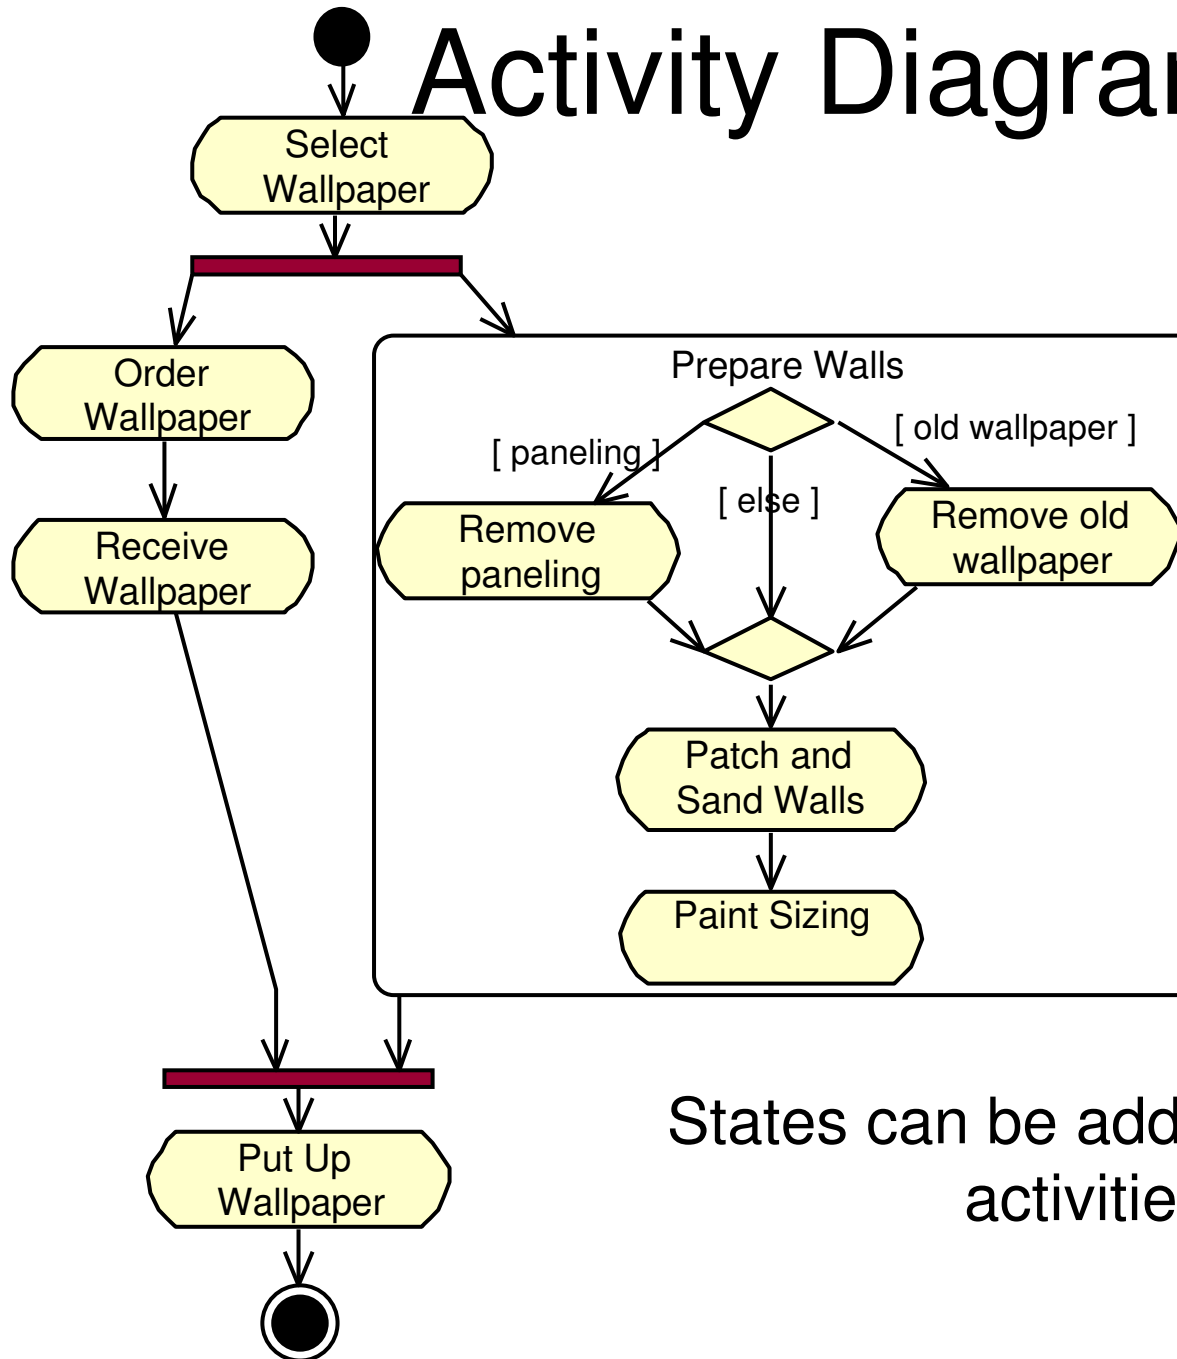 Activity Diagra
Select
Wallpaper
Order
Wallpaper
Receive
Wallpaper
Prepare Walls
[ paneling ]
[ else ]
[ old wallpaper ]
Remove
paneling
Remove old
wallpaper
Patch and
Sand Walls
Paint Sizing
Put Up
Wallpaper
States can be add
activitie